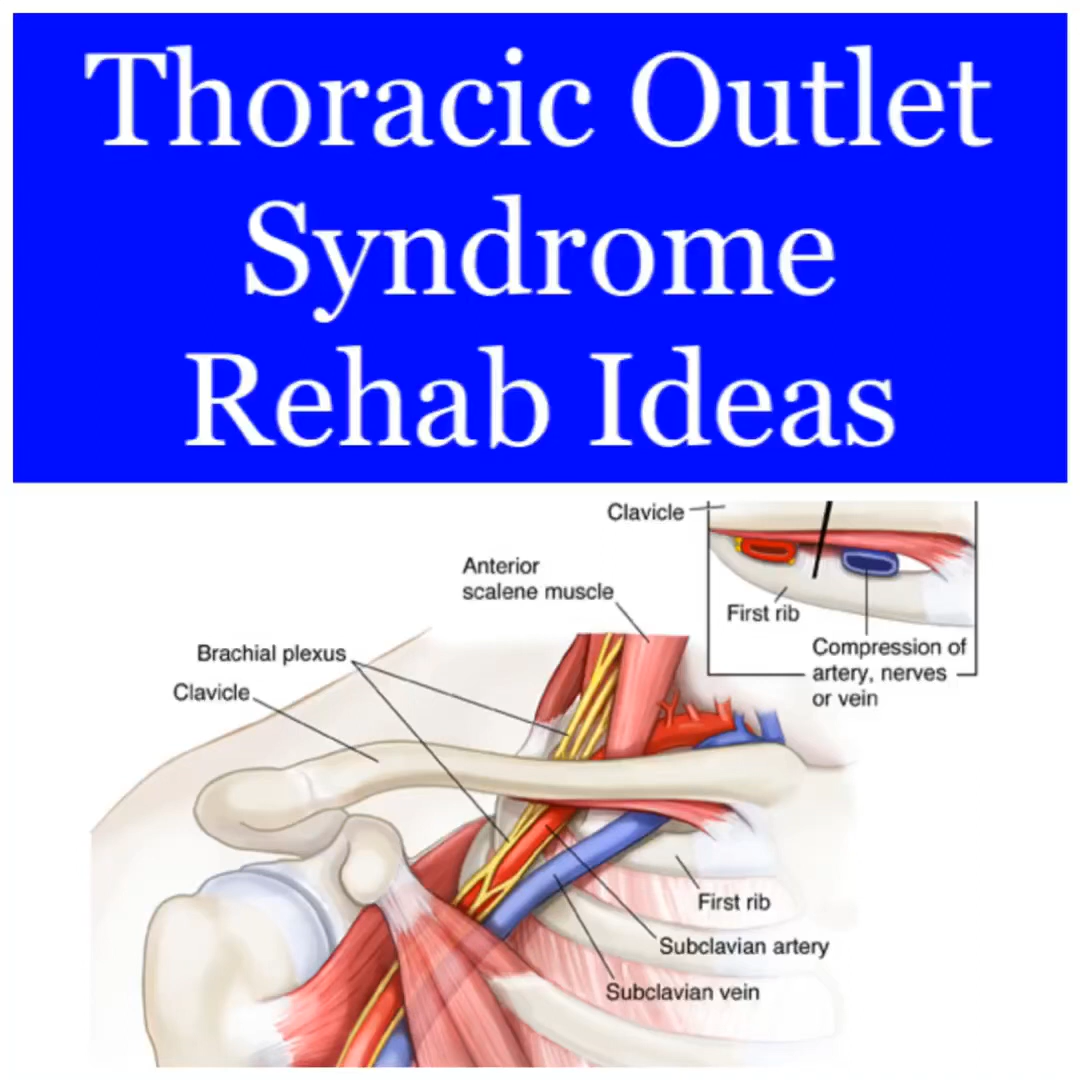 Thoracic Outlet
Syndrome
Rehab Ideas
Clavicle
Anterior
scalene muscle
First rib
Compression of
artery, nerves
or vein
Brachial plexus
Clavicle
First rib
Subclavian artery
Subclavian vein